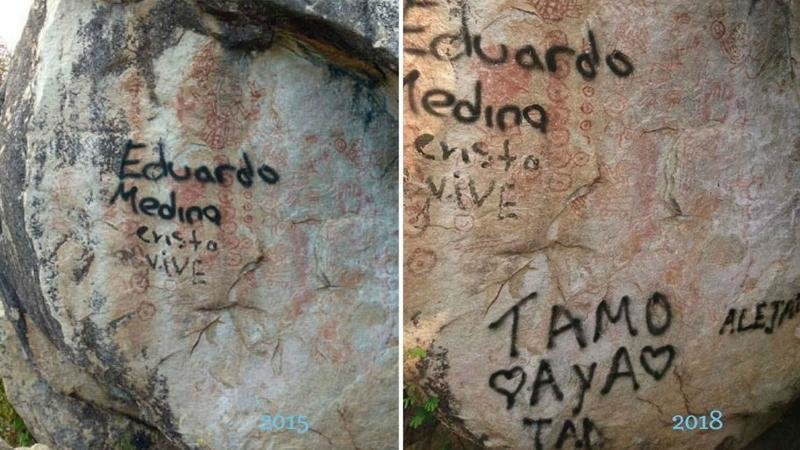 Eduardo
Medina
cristo
ViVE
2015
Eduardo
Medina
cristo
ViVE
TAMO
♡AyA♡
2018